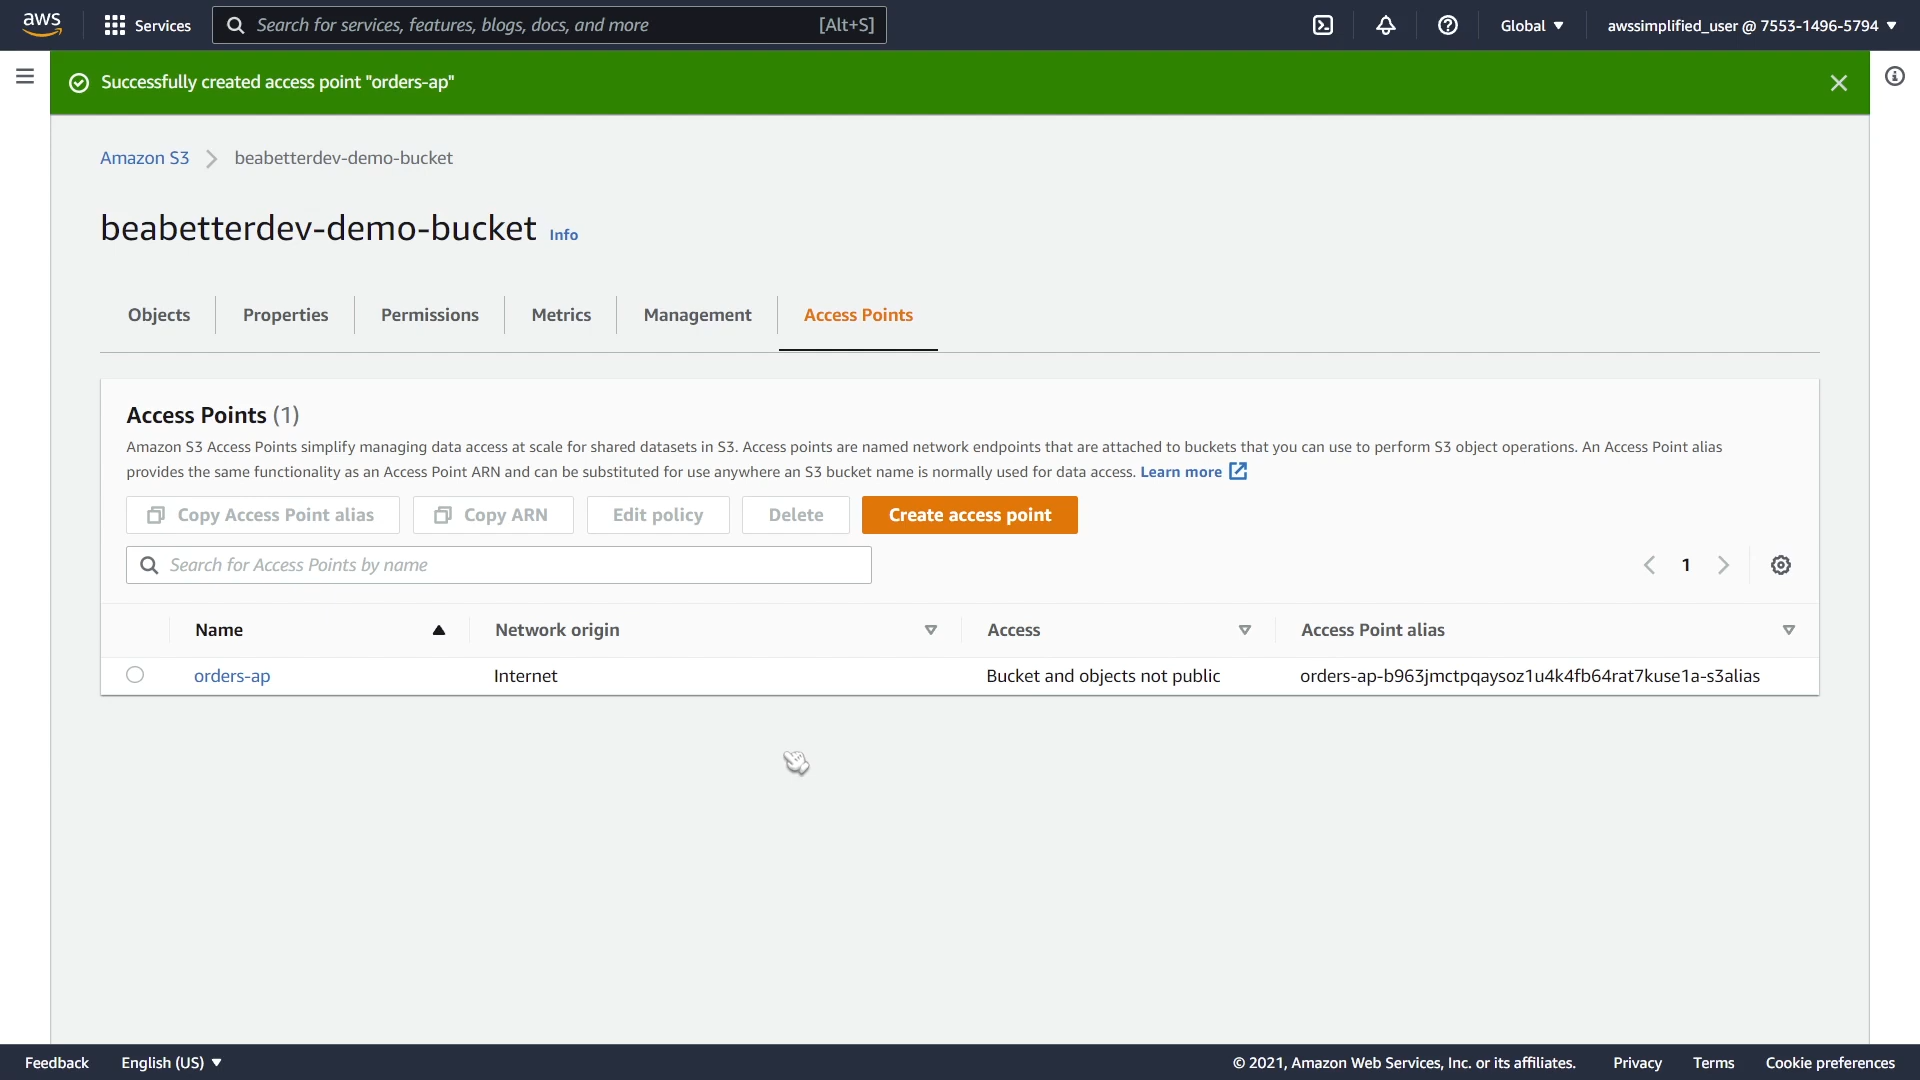 aws Services Search for services, features, blogs, docs, and more [Alt+S] Global awssimplified_user @ 7553-1496-5794
Successfully created access point "orders-ap"
Amazon S3 beabetterdev-demo-bucket
beabetterdev-demo-bucket Info
Objects Properties Permissions Metrics Management Access Points
Access Points (1)
Amazon S3 Access Points simplify managing data access at scale for shared datasets in S3. Access points are named network endpoints that are attached to buckets that you can use to perform S3 object operations. An Access Point alias
provides the same functionality as an Access Point ARN and can be substituted for use anywhere an S3 bucket name is normally used for data access. Learn more
Copy Access Point alias Copy ARN Edit policy Delete Create access point
Search for Access Points by name 1
Name Network origin Access Access Point alias
orders-ap Internet Bucket and objects not public orders-ap-b963jmctpqaysoz1u4k4fb64rat7kuse1a-s3alias
Feedback English (US) © 2021, Amazon Web Services, Inc. or its affiliates. Privacy Terms Cookie preferences